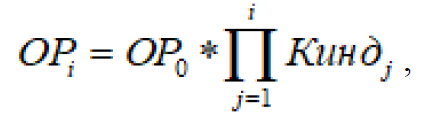 OP_i = OP_0 * ∏_{j=1}^{i} Кинд_j ,